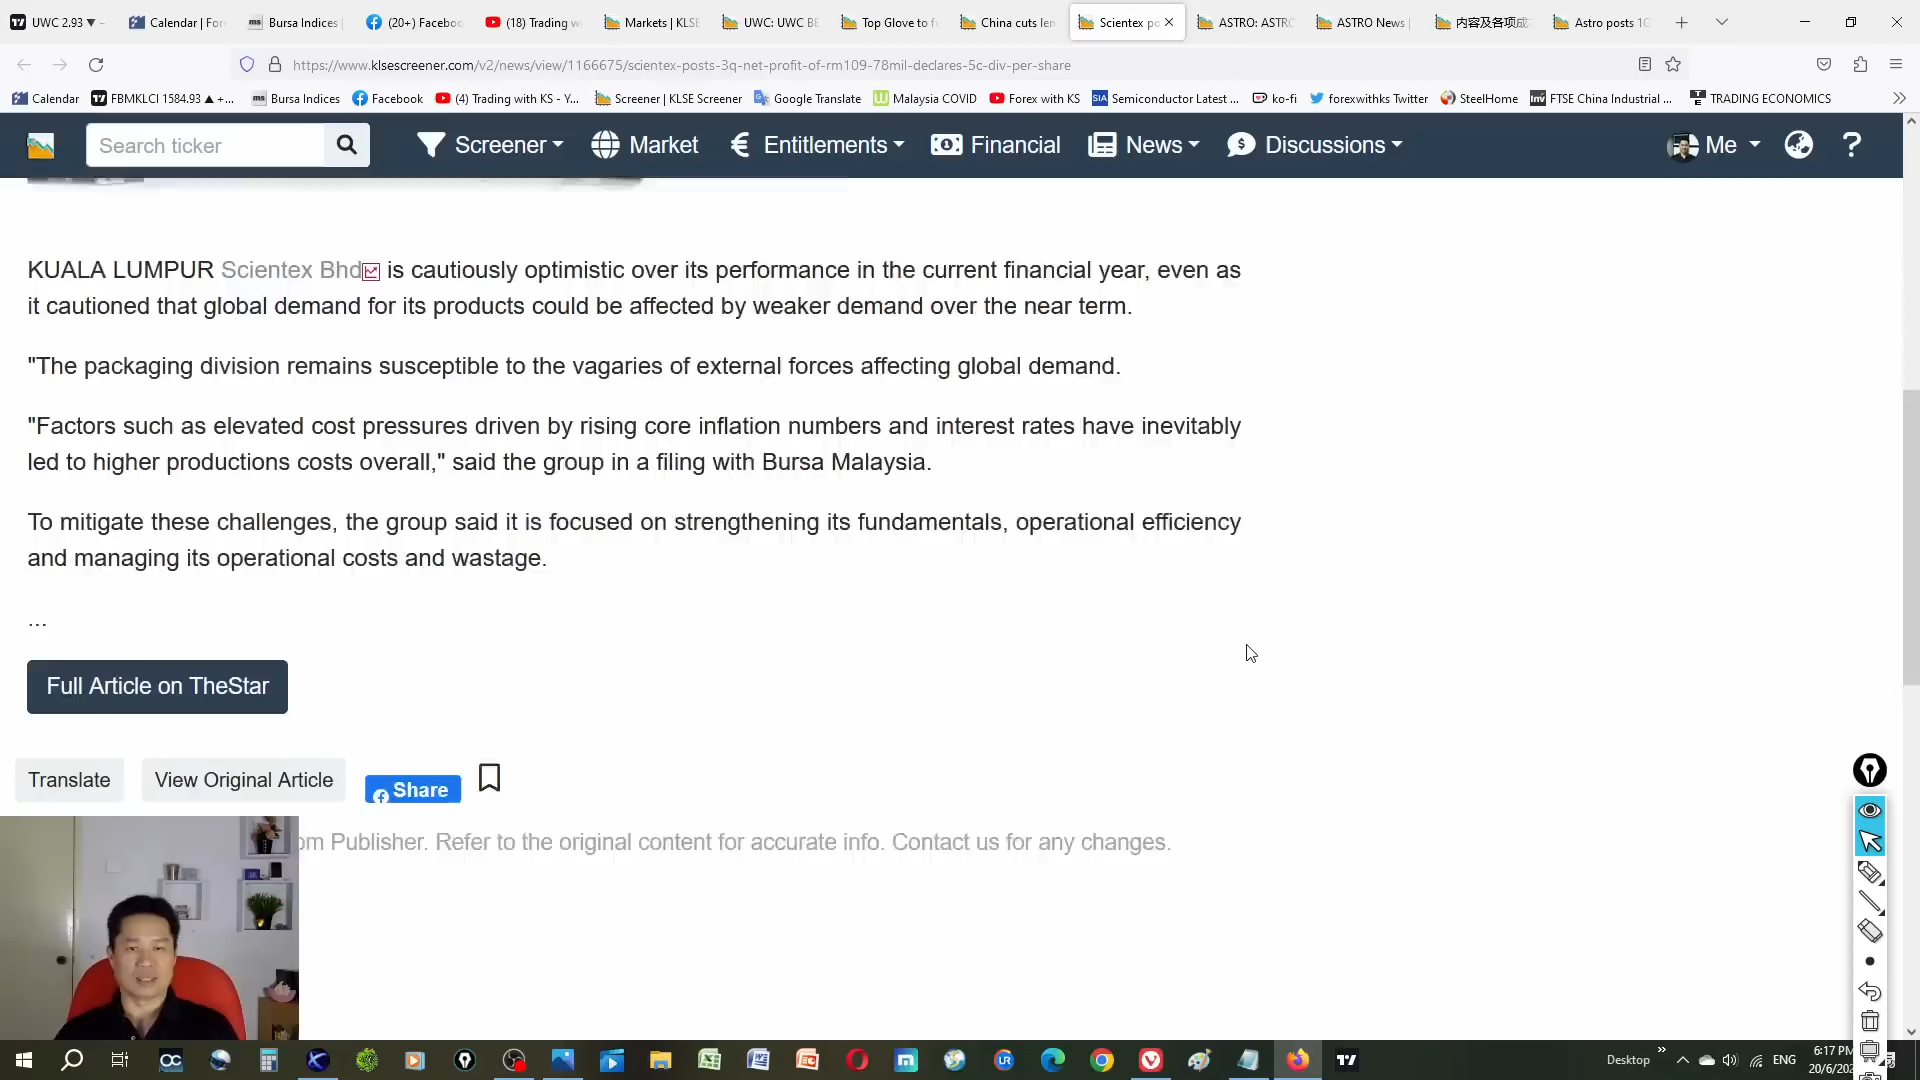 UWC 2.93 ▼
Calendar | For
Bursa Indices
(20+) Facebo
(18) Trading w
Markets | KLSE
UWC: UWC BE
Top Glove to f
China cuts len
Scientex po
ASTRO: ASTRO
ASTRO News |
内容及各项成
Astro posts 1Q
https://www.klsescreener.com/v2/news/view/1166675/scientex-posts-3q-net-profit-of-rm109-78mil-declares-5c-div-per-share
Calendar
FBMKLCI 1584.93 ▲ +...
Bursa Indices
Facebook
(4) Trading with KS - Y...
Screener | KLSE Screener
Google Translate
Malaysia COVID
Forex with KS
Semiconductor Latest ...
ko-fi
forexwithks Twitter
SteelHome
FTSE China Industrial ...
TRADING ECONOMICS
Search ticker
Screener
Market
Entitlements
Financial
News
Discussions
Me
?
KUALA LUMPUR Scientex Bhd is cautiously optimistic over its performance in the current financial year, even as
it cautioned that global demand for its products could be affected by weaker demand over the near term.
"The packaging division remains susceptible to the vagaries of external forces affecting global demand.
"Factors such as elevated cost pressures driven by rising core inflation numbers and interest rates have inevitably
led to higher productions costs overall," said the group in a filing with Bursa Malaysia.
To mitigate these challenges, the group said it is focused on strengthening its fundamentals, operational efficiency
and managing its operational costs and wastage.
...
Full Article on TheStar
Translate
View Original Article
Share
om Publisher. Refer to the original content for accurate info. Contact us for any changes.
Desktop
ENG
6:17 PM
20/6/202